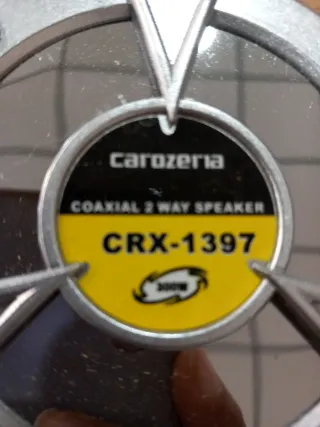 carozeria
COAXIAL 2 WAY SPEAKER
CRX-1397
300W